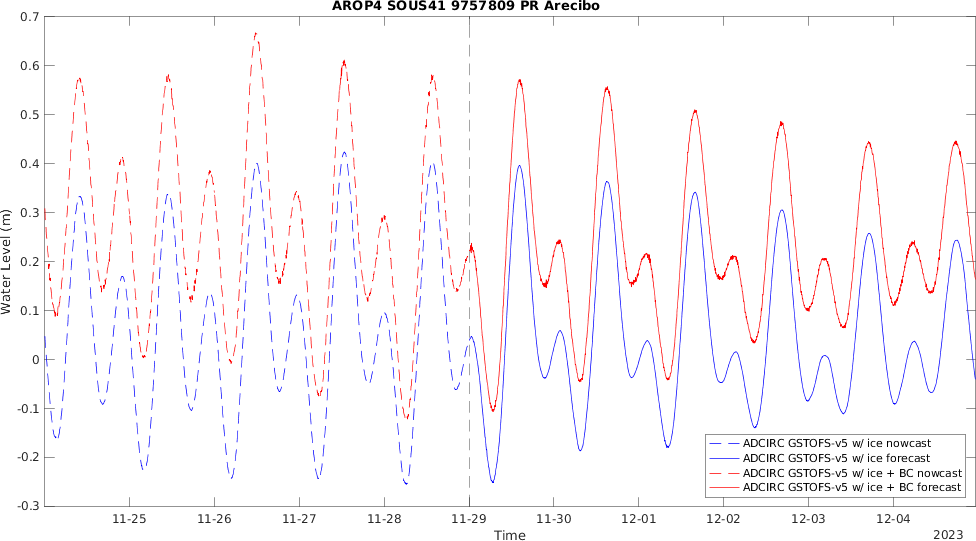 AROP4 SOUS41 9757809 PR Arecibo
0.7
0.6
0.5
0.4
0.3
0.2
0.1
0
-0.1
-0.2
-0.3
Water Level (m)
ADCIRC GSTOFS-v5 w/ ice nowcast
ADCIRC GSTOFS-v5 w/ ice forecast
ADCIRC GSTOFS-v5 w/ ice + BC nowcast
ADCIRC GSTOFS-v5 w/ ice + BC forecast
11-25 11-26 11-27 11-28 11-29 11-30 12-01 12-02 12-03 12-04
Time
2023